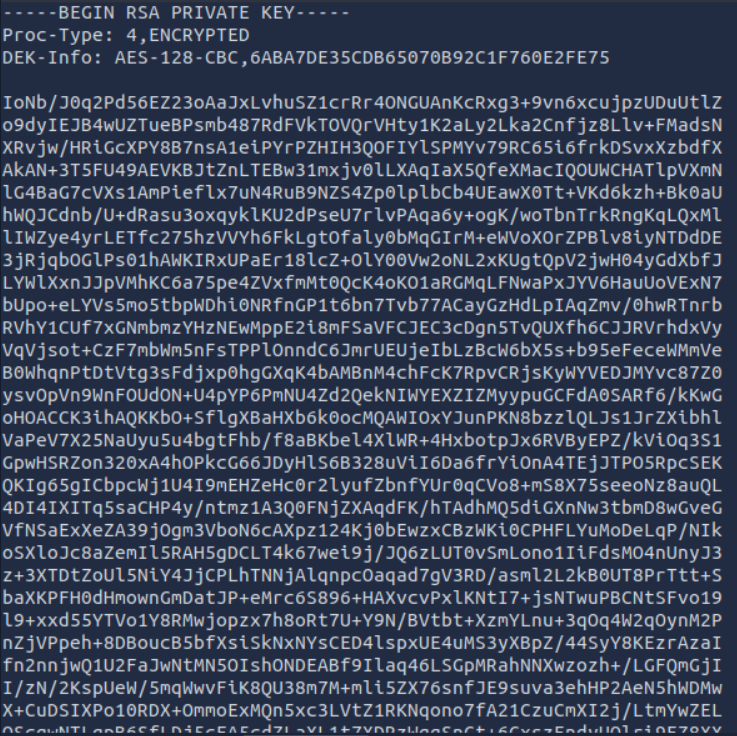 -----BEGIN RSA PRIVATE KEY-----
Proc-Type: 4,ENCRYPTED
DEK-Info: AES-128-CBC,6ABA7DE35CDB65070B92C1F760E2FE75

IoNb/J0q2Pd56EZ23oAaJxLvhuSZ1crRr4ONGUAnKcRxg3+9vn6xcujpzUDuUtlZ
o9dyIEJB4wUZTueBPsmb487RdFVkTOVQrVHty1K2aLy2Lka2Cnfjz8Llv+FMadsN
XRvjw/HRiGcXPY8B7nsA1eiPYrPZHIH3QOFIYlSPMYv79RC65i6frkDSvxXzbdfX
AkAN+3T5FU49AEVKBJtZnLTEBw31mxjv0lLXAqIaX5QfeXMacIQOUWCHATlpVXmN
lG4BaG7cVXs1AmPieflx7uN4RuB9NZS4Zp0lplbCb4UEawX0Tt+VKd6kzh+Bk0aU
hWQJCdnb/U+dRasu3oxqyklKU2dPseU7rlvPAqa6y+ogK/woTbnTrkRngKqLQxMl
lIWZye4yrLETfc275hzVVYh6FkLgtOfaly0bMqGIrM+eWVoXOrZPBlv8iyNTDdDE
3jRjqbOGlPs01hAWKIRxUPaEr18lcZ+OlY00Vw2oNL2xKUgtQpV2jwH04yGdXbfJ
LYWlXxnJJpVMhKC6a75pe4ZVxfmMt0QcK4oKO1aRGMqLFNwaPxJYV6HauUoVExN7
bUpo+eLYVs5mo5tbpWDhi0NRfnGP1t6bn7Tvb77ACayGzHdLpIAqZmv/0hwRTnrb
RVhY1CUf7xGNmbmzYHzNEwMppE2i8mFSaVFCJEC3cDgn5TvQUXfh6CJJRVrhdxVy
VqVjsot+CzF7mbWm5nFsTPPlOnndC6JmrUEUjeIbLzBcW6bX5s+b95eFeceWMmVe
B0WhqnPtDtVtg3sFdjxp0hgGXqK4bAMBnM4chFcK7RpvCRjsKyWYVEDJMYvc87Z0
ysvOpVn9WnFOUdON+U4pYP6PmNU4Zd2QekNIWYEXZIZMyypuGCFdA0SARf6/kKwG
oHOACCK3ihAQKKbO+SflgXBaHXb6k0ocMQAWIOxYJunPKN8bzzlQLJs1JrZXibhl
VaPeV7X25NaUyu5u4bgtFhb/f8aBKbel4XlWR+4HxbotpJx6RVByEPZ/kViOq3S1
GpwHSRZon320xA4hOPkcG66JDyHlS6B328uViI6Da6frYiOnA4TEjJTPO5RpcSEK
QKIg65gICbpcWj1U4I9mEHZeHc0r2lyufZbnfYUr0qCVo8+mS8X75seeoNz8auQL
4DI4IXITq5saCHP4y/ntmz1A3Q0FNjZXAqdFK/hTAdhMQ5diGXnNw3tbmD8wGveG
VfNSaExXeZA39jOgm3VboN6cAXpz124Kj0bEwzxCBzWKi0CPHFLYuMoDeLqP/NIk
oSXloJc8aZemIl5RAH5gDCLT4k67wei9j/JQ6zLUT0vSmLono1IiFdsMO4nUnyJ3
z+3XTDtZoUl5NiY4JjCPLhTNNjAlqnpcOaqad7gV3RD/asml2L2kB0UT8PrTtt+S
baXKPFH0dHmownGmDatJP+eMrc6S896+HAXvcvPxlKNtI7+jsNTwuPBCNtSFvo19
l9+xxd55YTVo1Y8RMwjopzx7h8oRt7U+Y9N/BVtbt+XzmYLnu+3qOq4W2qOynM2P
nZjVPpeh+8DBoucB5bfXsiSkNxNYsCED4lspxUE4uMS3yXBpZ/44SyY8KEzrAzaI
fn2nnjwQ1U2FaJwNtMN5OIshONDEABf9Ilaq46LSGpMRahNNXwzozh+/LGFQmGjI
I/zN/2KspUeW/5mqWwvFiK8QU38m7M+mli5ZX76snfJE9suva3ehHP2AeN5hWDMw
X+CuDSIXPo10RDX+OmmoExMQn5xc3LVtZ1RKNqono7fA21CzuCmXI2j/LtmYwZEL